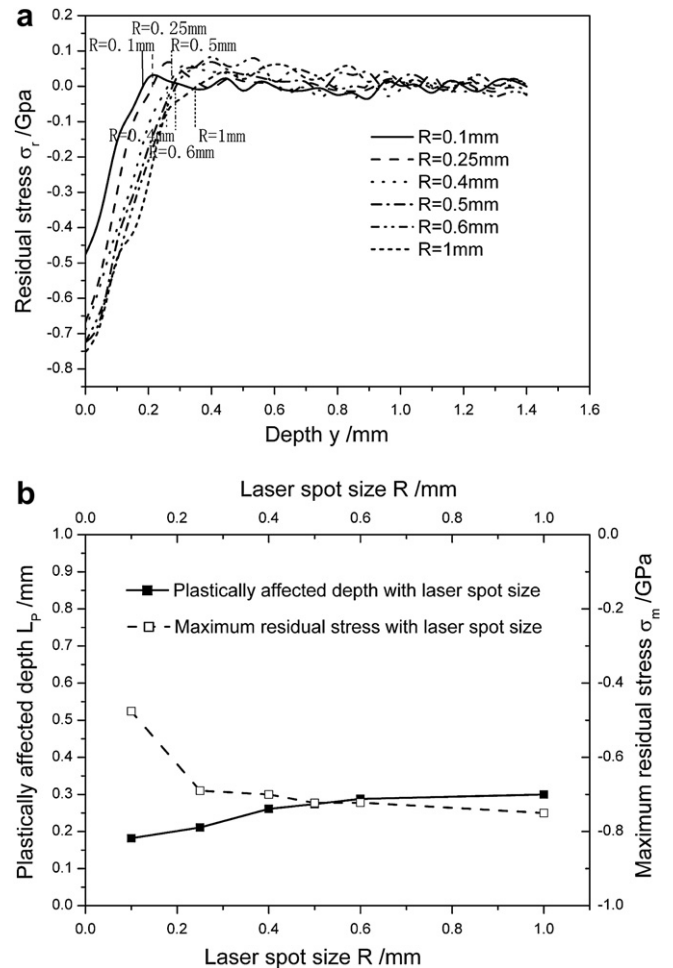 a
R=0.25mm
R=0.1mm R=0.5mm
R=0.4mm R=1mm
R=0.6mm
R=0.1mm
R=0.25mm
R=0.4mm
R=0.5mm
R=0.6mm
R=1mm
Residual stress σr /Gpa
0.2
0.1
0.0
-0.1
-0.2
-0.3
-0.4
-0.5
-0.6
-0.7
-0.8
0.0 0.2 0.4 0.6 0.8 1.0 1.2 1.4 1.6
Depth y /mm
b
Laser spot size R /mm
0.0 0.2 0.4 0.6 0.8 1.0
Plastically affected depth LP /mm
1.0
0.9
0.8
0.7
0.6
0.5
0.4
0.3
0.2
0.1
0.0
Plastically affected depth with laser spot size
Maximum residual stress with laser spot size
0.0
-0.2
-0.4
-0.6
-0.8
-1.0
Maximum residual stress σm /GPa
0.0 0.2 0.4 0.6 0.8 1.0
Laser spot size R /mm